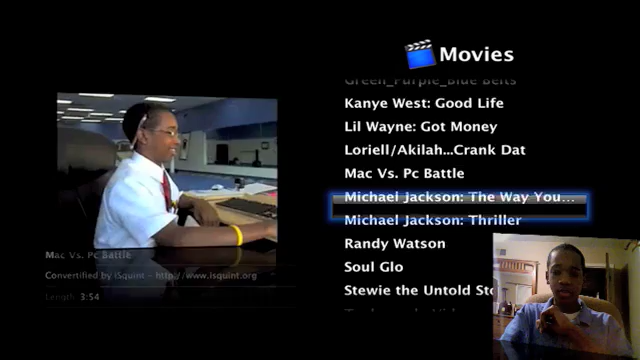 Movies
Green_Purple_Blue Belts
Kanye West: Good Life
Lil Wayne: Got Money
Loriell/Akilah...Crank Dat
Mac Vs. Pc Battle
Michael Jackson: The Way You...
Michael Jackson: Thriller
Randy Watson
Soul Glo
Stewie the Untold Sto
Mac Vs. Pc Battle
Convertified by iSquint - http://www.isquint.org
Length 3:54